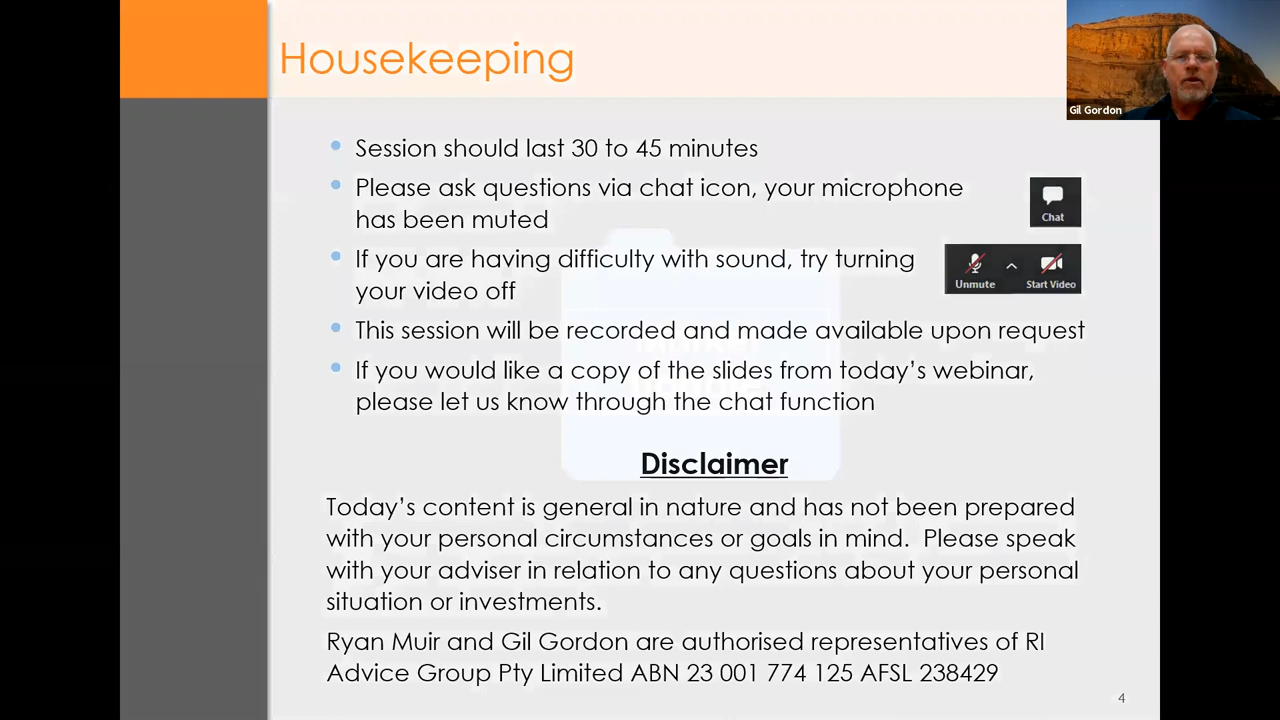 Housekeeping
Gil Gordon
Session should last 30 to 45 minutes
Please ask questions via chat icon, your microphone
has been muted
Chat
If you are having difficulty with sound, try turning
your video off
Unmute
Start Video
This session will be recorded and made available upon request
If you would like a copy of the slides from today's webinar,
please let us know through the chat function
Disclaimer
Today's content is general in nature and has not been prepared
with your personal circumstances or goals in mind.  Please speak
with your adviser in relation to any questions about your personal
situation or investments.
Ryan Muir and Gil Gordon are authorised representatives of RI
Advice Group Pty Limited ABN 23 001 774 125 AFSL 238429
4